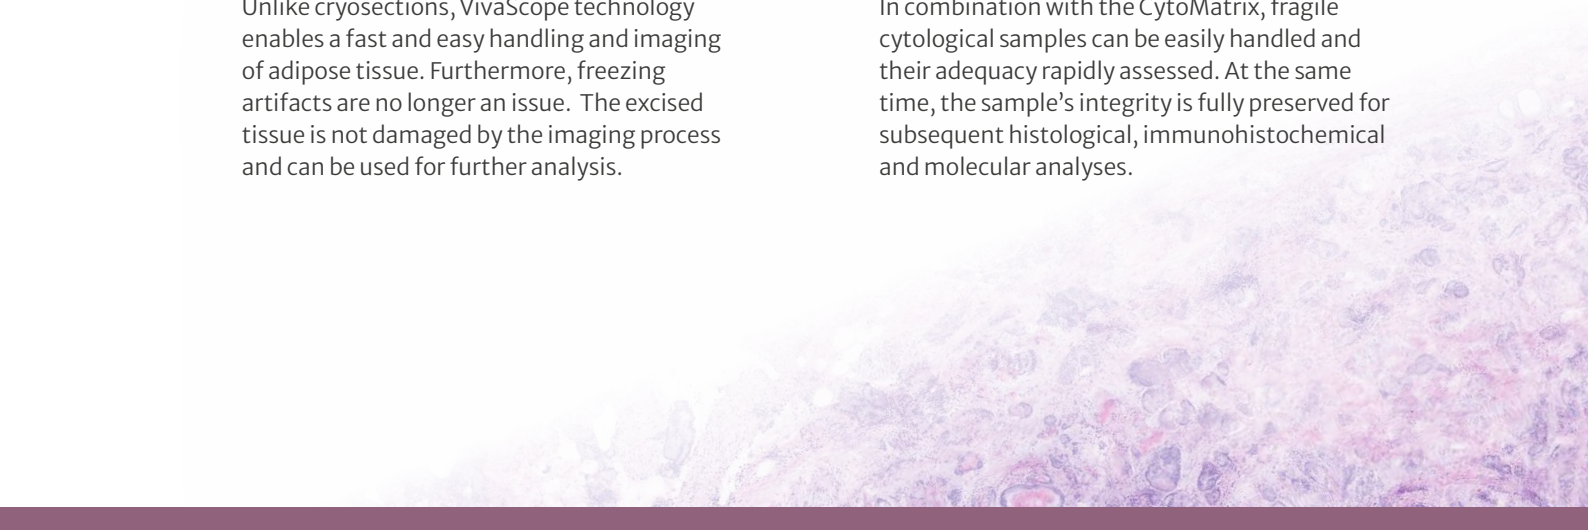 Unlike cryosections, VivaScope technology
enables a fast and easy handling and imaging
of adipose tissue. Furthermore, freezing
artifacts are no longer an issue.  The excised
tissue is not damaged by the imaging process
and can be used for further analysis.
In combination with the CytoMatrix, fragile
cytological samples can be easily handled and
their adequacy rapidly assessed. At the same
time, the sample’s integrity is fully preserved for
subsequent histological, immunohistochemical
and molecular analyses.